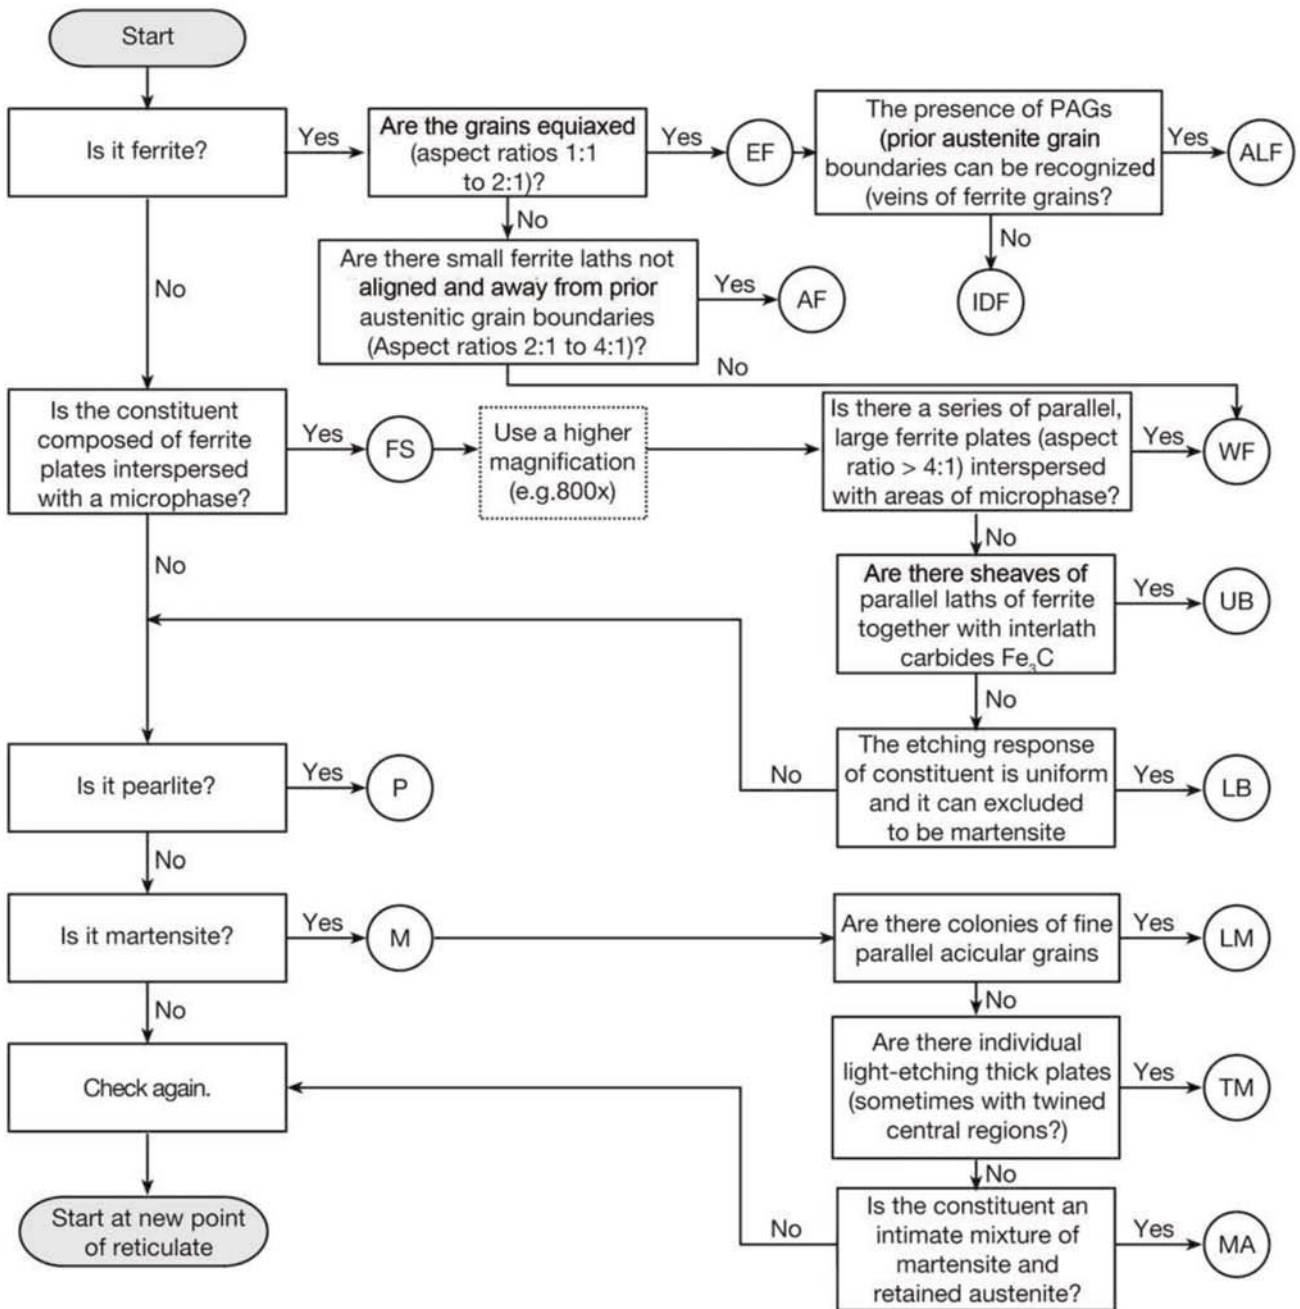 Start
Is it ferrite?
Yes
Are the grains equiaxed
(aspect ratios 1:1
to 2:1)?
Yes
EF
The presence of PAGs
(prior austenite grain
boundaries can be recognized
(veins of ferrite grains?
Yes
ALF
No
No
IDF
No
Are there small ferrite laths not
aligned and away from prior
austenitic grain boundaries
(Aspect ratios 2:1 to 4:1)?
Yes
AF
No
Is the constituent
composed of ferrite
plates interspersed
with a microphase?
Yes
FS
Use a higher
magnification
(e.g.800x)
Is there a series of parallel,
large ferrite plates (aspect
ratio > 4:1) interspersed
with areas of microphase?
Yes
WF
No
No
Are there sheaves of
parallel laths of ferrite
together with interlath
carbides Fe₃C
Yes
UB
No
The etching response
of constituent is uniform
and it can excluded
to be martensite
Yes
LB
No
Is it pearlite?
Yes
P
No
Is it martensite?
Yes
M
Are there colonies of fine
parallel acicular grains
Yes
LM
No
No
Are there individual
light-etching thick plates
(sometimes with twined
central regions?)
Yes
TM
Check again.
No
Is the constituent an
intimate mixture of
martensite and
retained austenite?
Yes
MA
No
Start at new point
of reticulate